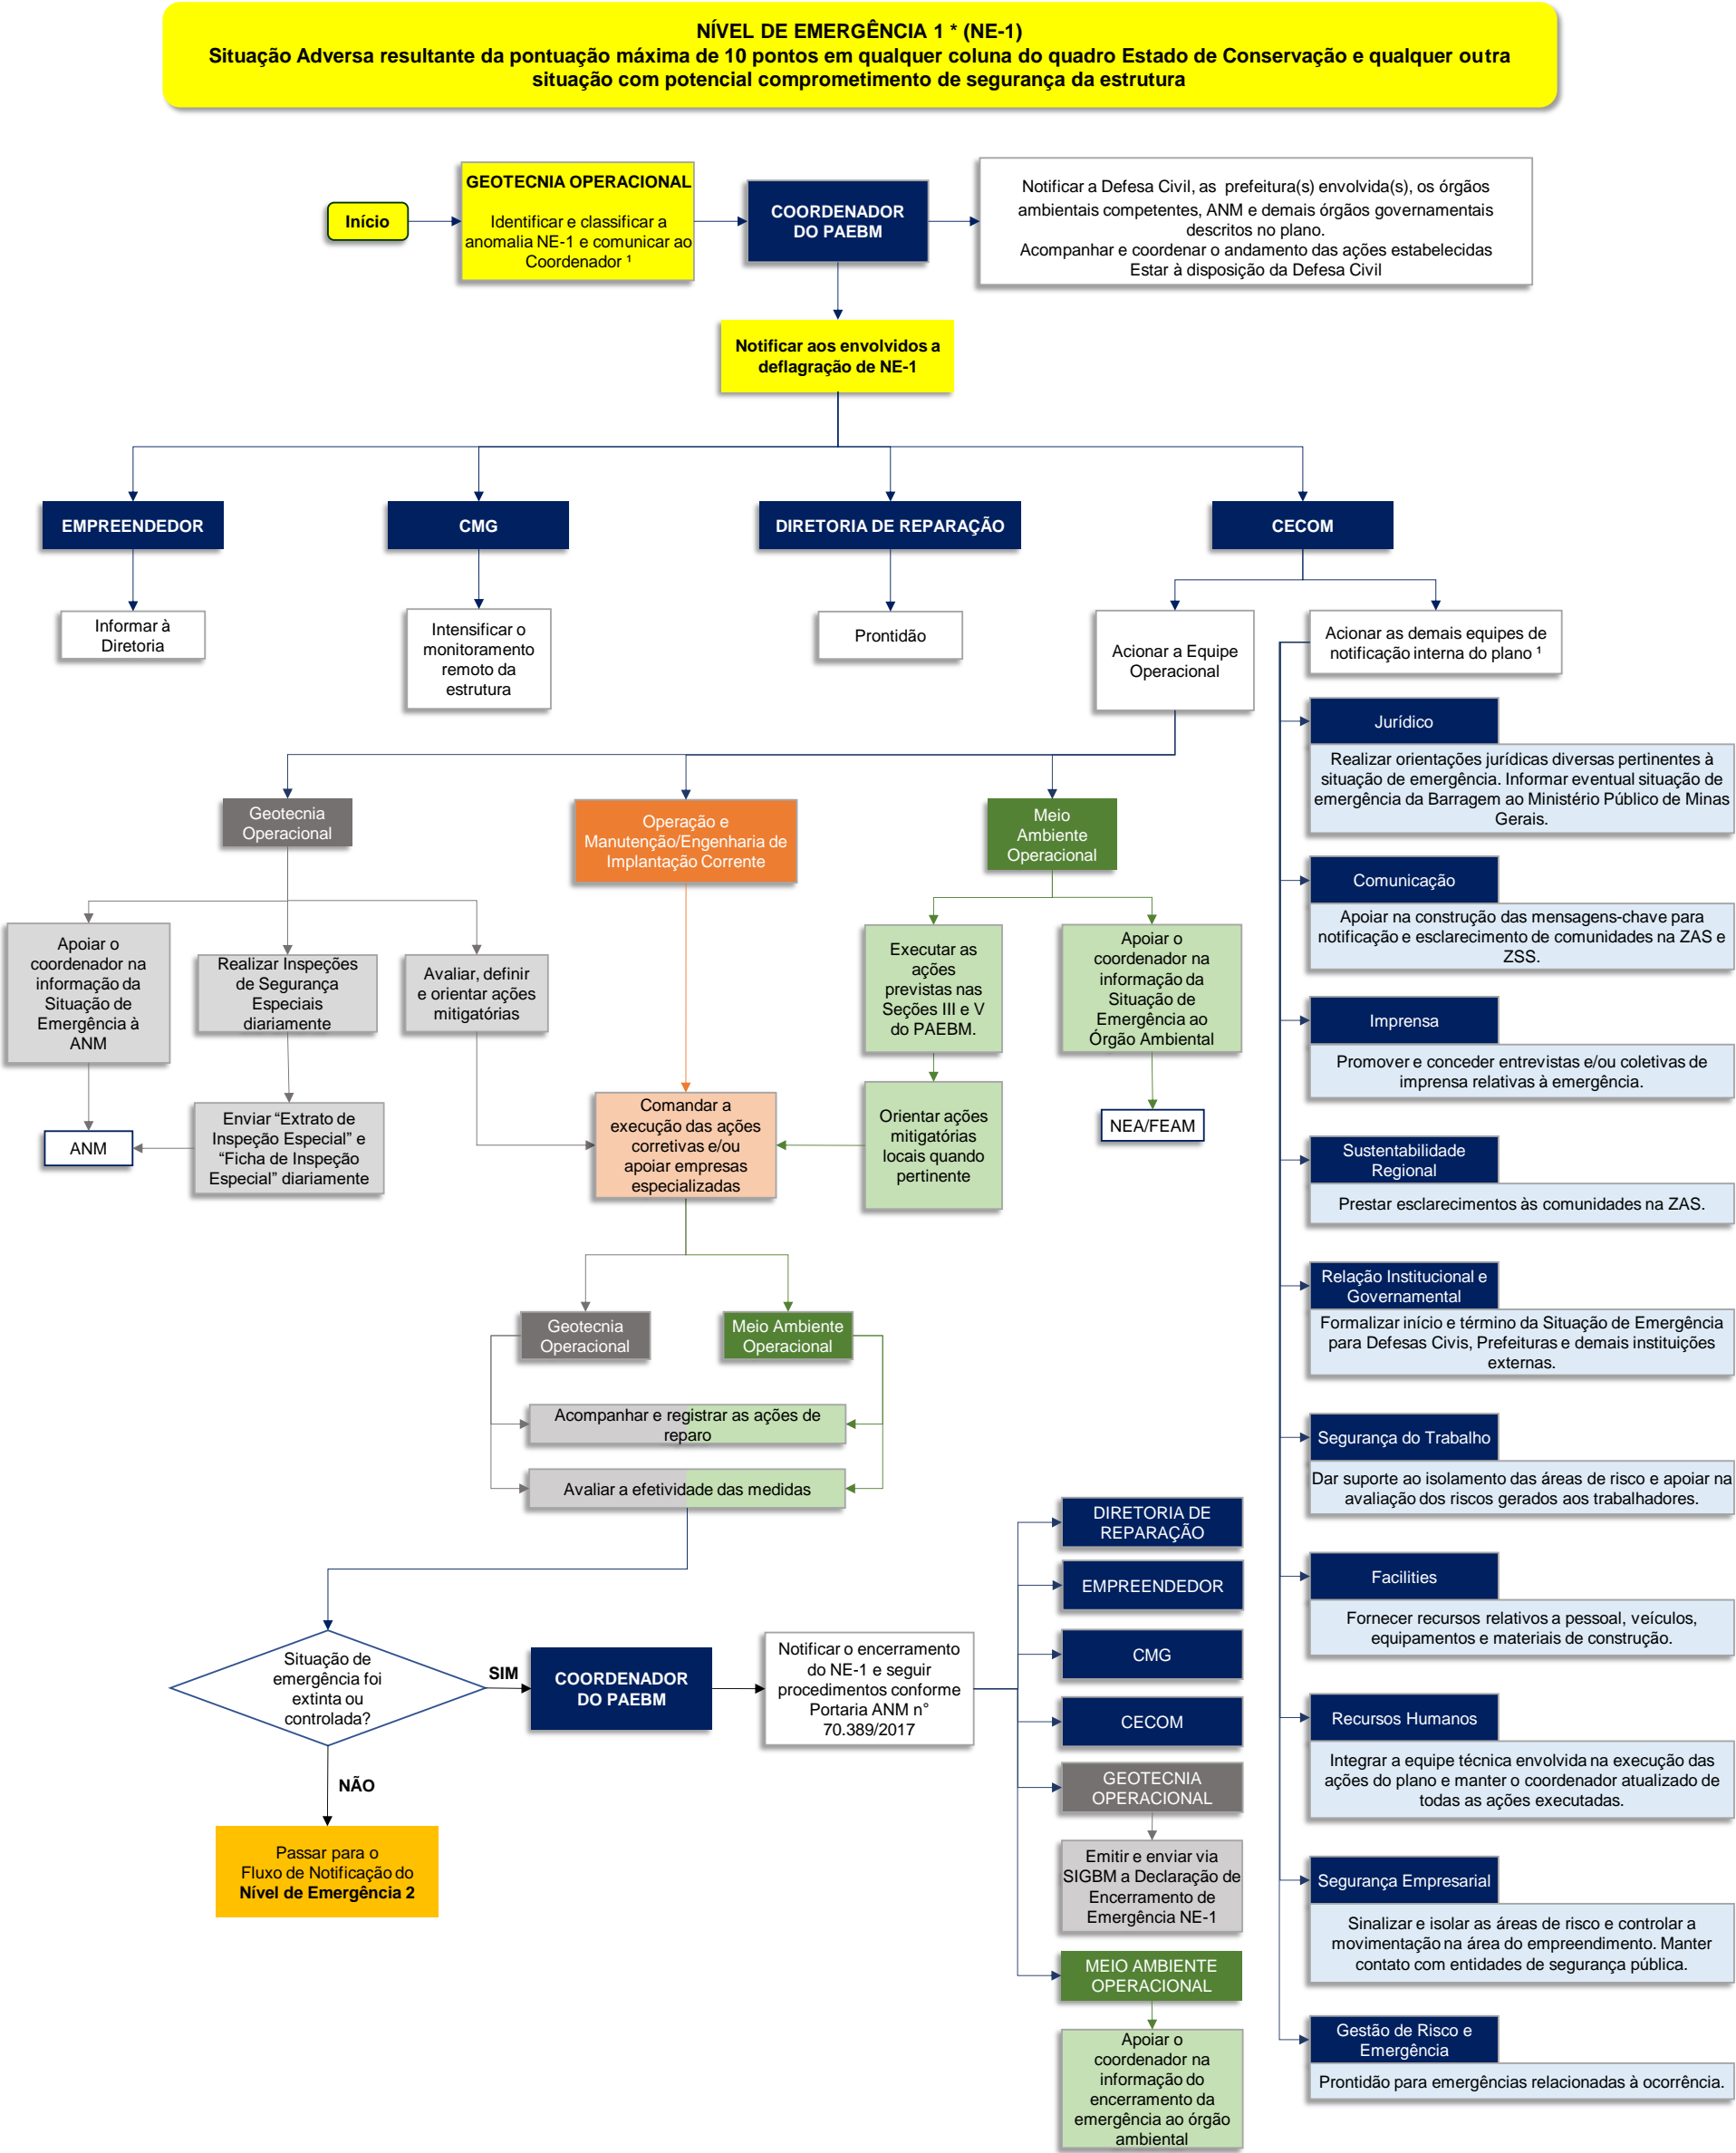 NÍVEL DE EMERGÊNCIA 1 * (NE-1)
Situação Adversa resultante da pontuação máxima de 10 pontos em qualquer coluna do quadro Estado de Conservação e qualquer outra
situação com potencial comprometimento de segurança da estrutura
Início
GEOTECNIA OPERACIONAL
Identificar e classificar a
anomalia NE-1 e comunicar ao
Coordenador ¹
COORDENADOR
DO PAEBM
Notificar a Defesa Civil, as prefeitura(s) envolvida(s), os órgãos
ambientais competentes, ANM e demais órgãos governamentais
descritos no plano.
Acompanhar e coordenar o andamento das ações estabelecidas
Estar à disposição da Defesa Civil
Notificar aos envolvidos a
deflagração de NE-1
EMPREENDEDOR
CMG
DIRETORIA DE REPARAÇÃO
CECOM
Informar à
Diretoria
Intensificar o
monitoramento
remoto da
estrutura
Prontidão
Acionar a Equipe
Operacional
Acionar as demais equipes de
notificação interna do plano ¹
Jurídico
Realizar orientações jurídicas diversas pertinentes à
situação de emergência. Informar eventual situação de
emergência da Barragem ao Ministério Público de Minas
Gerais.
Comunicação
Apoiar na construção das mensagens-chave para
notificação e esclarecimento de comunidades na ZAS e
ZSS.
Imprensa
Promover e conceder entrevistas e/ou coletivas de
imprensa relativas à emergência.
Sustentabilidade
Regional
Prestar esclarecimentos às comunidades na ZAS.
Relação Institucional e
Governamental
Formalizar início e término da Situação de Emergência
para Defesas Civis, Prefeituras e demais instituições
externas.
Segurança do Trabalho
Dar suporte ao isolamento das áreas de risco e apoiar na
avaliação dos riscos gerados aos trabalhadores.
Facilities
Fornecer recursos relativos a pessoal, veículos,
equipamentos e materiais de construção.
Recursos Humanos
Integrar a equipe técnica envolvida na execução das
ações do plano e manter o coordenador atualizado de
todas as ações executadas.
Segurança Empresarial
Sinalizar e isolar as áreas de risco e controlar a
movimentação na área do empreendimento. Manter
contato com entidades de segurança pública.
Gestão de Risco e
Emergência
Prontidão para emergências relacionadas à ocorrência.
Geotecnia
Operacional
Operação e
Manutenção/Engenharia de
Implantação Corrente
Meio
Ambiente
Operacional
Apoiar o
coordenador na
informação da
Situação de
Emergência à
ANM
Realizar Inspeções
de Segurança
Especiais
diariamente
Avaliar, definir
e orientar ações
mitigatórias
Executar as
ações
previstas nas
Seções III e V
do PAEBM.
Apoiar o
coordenador na
informação da
Situação de
Emergência ao
Órgão Ambiental
ANM
Enviar “Extrato de
Inspeção Especial” e
“Ficha de Inspeção
Especial” diariamente
Comandar a
execução das ações
corretivas e/ou
apoiar empresas
especializadas
Orientar ações
mitigatórias
locais quando
pertinente
NEA/FEAM
Geotecnia
Operacional
Meio Ambiente
Operacional
Acompanhar e registrar as ações de
reparo
Avaliar a efetividade das medidas
Situação de
emergência foi
extinta ou
controlada?
SIM
NÃO
Passar para o
Fluxo de Notificação do
Nível de Emergência 2
COORDENADOR
DO PAEBM
Notificar o encerramento
do NE-1 e seguir
procedimentos conforme
Portaria ANM n°
70.389/2017
DIRETORIA DE
REPARAÇÃO
EMPREENDEDOR
CMG
CECOM
GEOTECNIA
OPERACIONAL
Emitir e enviar via
SIGBM a Declaração de
Encerramento de
Emergência NE-1
MEIO AMBIENTE
OPERACIONAL
Apoiar o
coordenador na
informação do
encerramento da
emergência ao órgão
ambiental